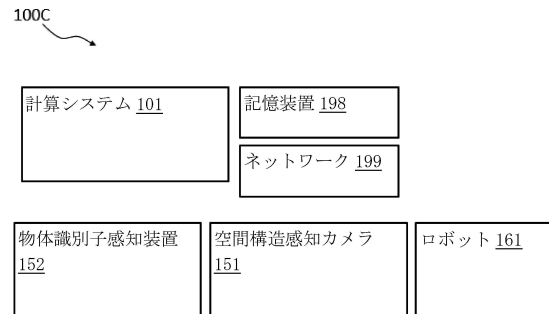 100C
計算システム 101
記憶装置 198
ネットワーク 199
物体識別子感知装置
152
空間構造感知カメラ
151
ロボット 161